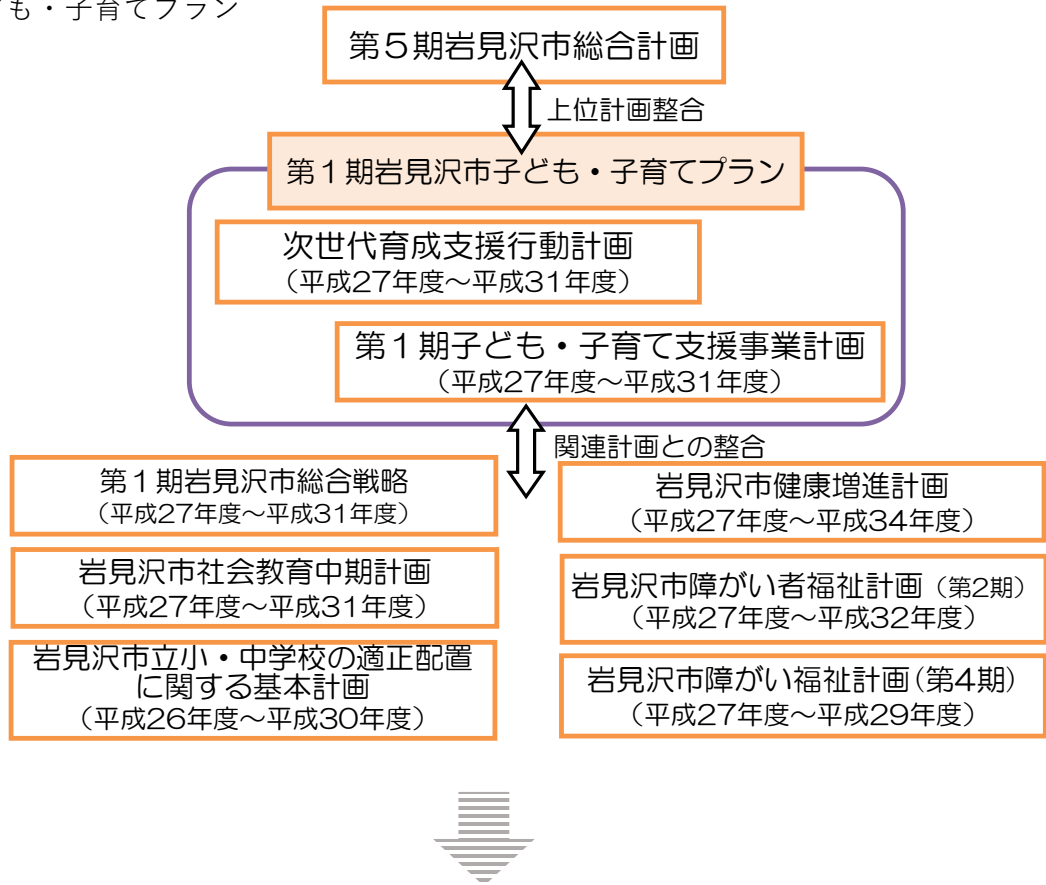 ども・子育てプラン
第５期岩見沢市総合計画
上位計画整合
第１期岩見沢市子ども・子育てプラン
次世代育成支援行動計画
（平成27年度～平成31年度）
第１期子ども・子育て支援事業計画
（平成27年度～平成31年度）
関連計画との整合
第１期岩見沢市総合戦略
（平成27年度～平成31年度）
岩見沢市社会教育中期計画
（平成27年度～平成31年度）
岩見沢市立小・中学校の適正配置
に関する基本計画
（平成26年度～平成30年度）
岩見沢市健康増進計画
（平成27年度～平成34年度）
岩見沢市障がい者福祉計画（第2期）
（平成27年度～平成32年度）
岩見沢市障がい福祉計画（第4期）
（平成27年度～平成29年度）